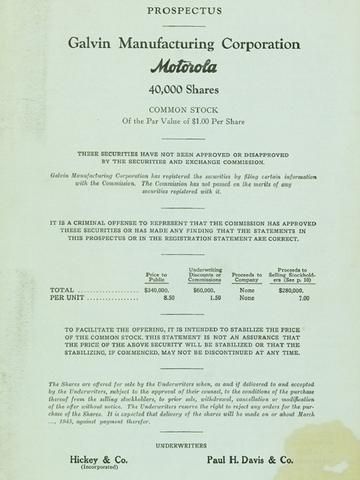 PROSPECTUS
Galvin Manufacturing Corporation
Motorola
40,000 Shares
COMMON STOCK
Of the Par Value of $1.00 Per Share
THESE SECURITIES HAVE NOT BEEN APPROVED OR DISAPPROVED
BY THE SECURITIES AND EXCHANGE COMMISSION.
Galvin Manufacturing Corporation has registered the securities by filing certain information
with the Commission. The Commission has not passed on the merits of any
securities registered with it.
IT IS A CRIMINAL OFFENSE TO REPRESENT THAT THE COMMISSION HAS APPROVED
THESE SECURITIES OR HAS MADE ANY FINDING THAT THE STATEMENTS IN
THIS PROSPECTUS OR IN THE REGISTRATION STATEMENT ARE CORRECT.
Price to Public Underwriting Discounts or Commissions Proceeds to Company Proceeds to Selling Stockholders (See p. 10)
TOTAL .................... $340,000. $60,000. None $280,000.
PER UNIT ................ 8.50 1.50 None 7.00
TO FACILITATE THE OFFERING, IT IS INTENDED TO STABILIZE THE PRICE
OF THE COMMON STOCK. THIS STATEMENT IS NOT AN ASSURANCE THAT
THE PRICE OF THE ABOVE SECURITY WILL BE STABILIZED OR THAT THE
STABILIZING, IF COMMENCED, MAY NOT BE DISCONTINUED AT ANY TIME.
The Shares are offered for sale by the Underwriters when, as and if delivered to and accepted
by the Underwriters, subject to the approval of their counsel, to the conditions of the purchase
thereof from the selling stockholders, to prior sale, withdrawal, cancellation or modification
of the offer without notice. The Underwriters reserve the right to reject any orders for the pur-
chase of the Shares. It is expected that delivery of the shares will be made on or about March
..., 1943, against payment therefor.
UNDERWRITERS
Hickey & Co. Paul H. Davis & Co.
(Incorporated)